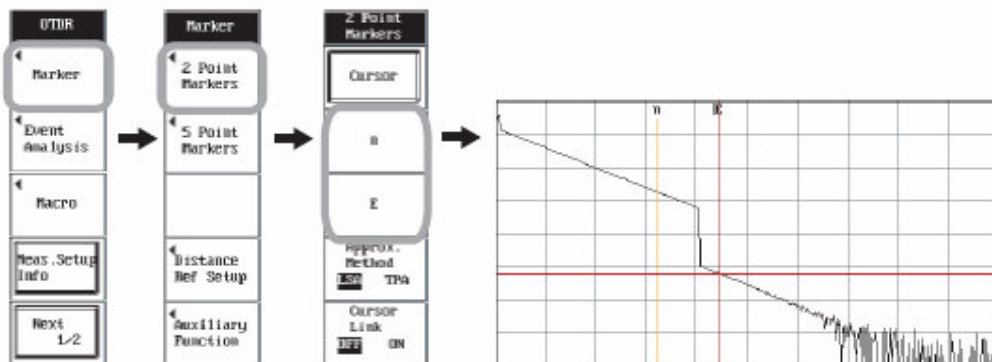 OTDR
Marker
Event
Analysis
Macro
Meas.Setup
Info
Next
1/2
Marker
2 Point
Markers
5 Point
Markers
Distance
Ref Setup
Auxiliary
Function
2 Point
Markers
Cursor
E
Approx.
Method
LSA TPA
Cursor
Link
OFF ON